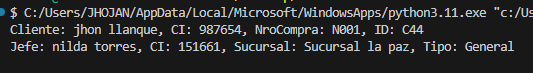 $ C:/Users/JHOJAN/AppData/Local/Microsoft/WindowsApps/python3.11.exe "c:/Us
Cliente: jhon llanque, CI: 987654, NroCompra: N001, ID: C44
Jefe: nilda torres, CI: 151661, Sucursal: Sucursal la paz, Tipo: General